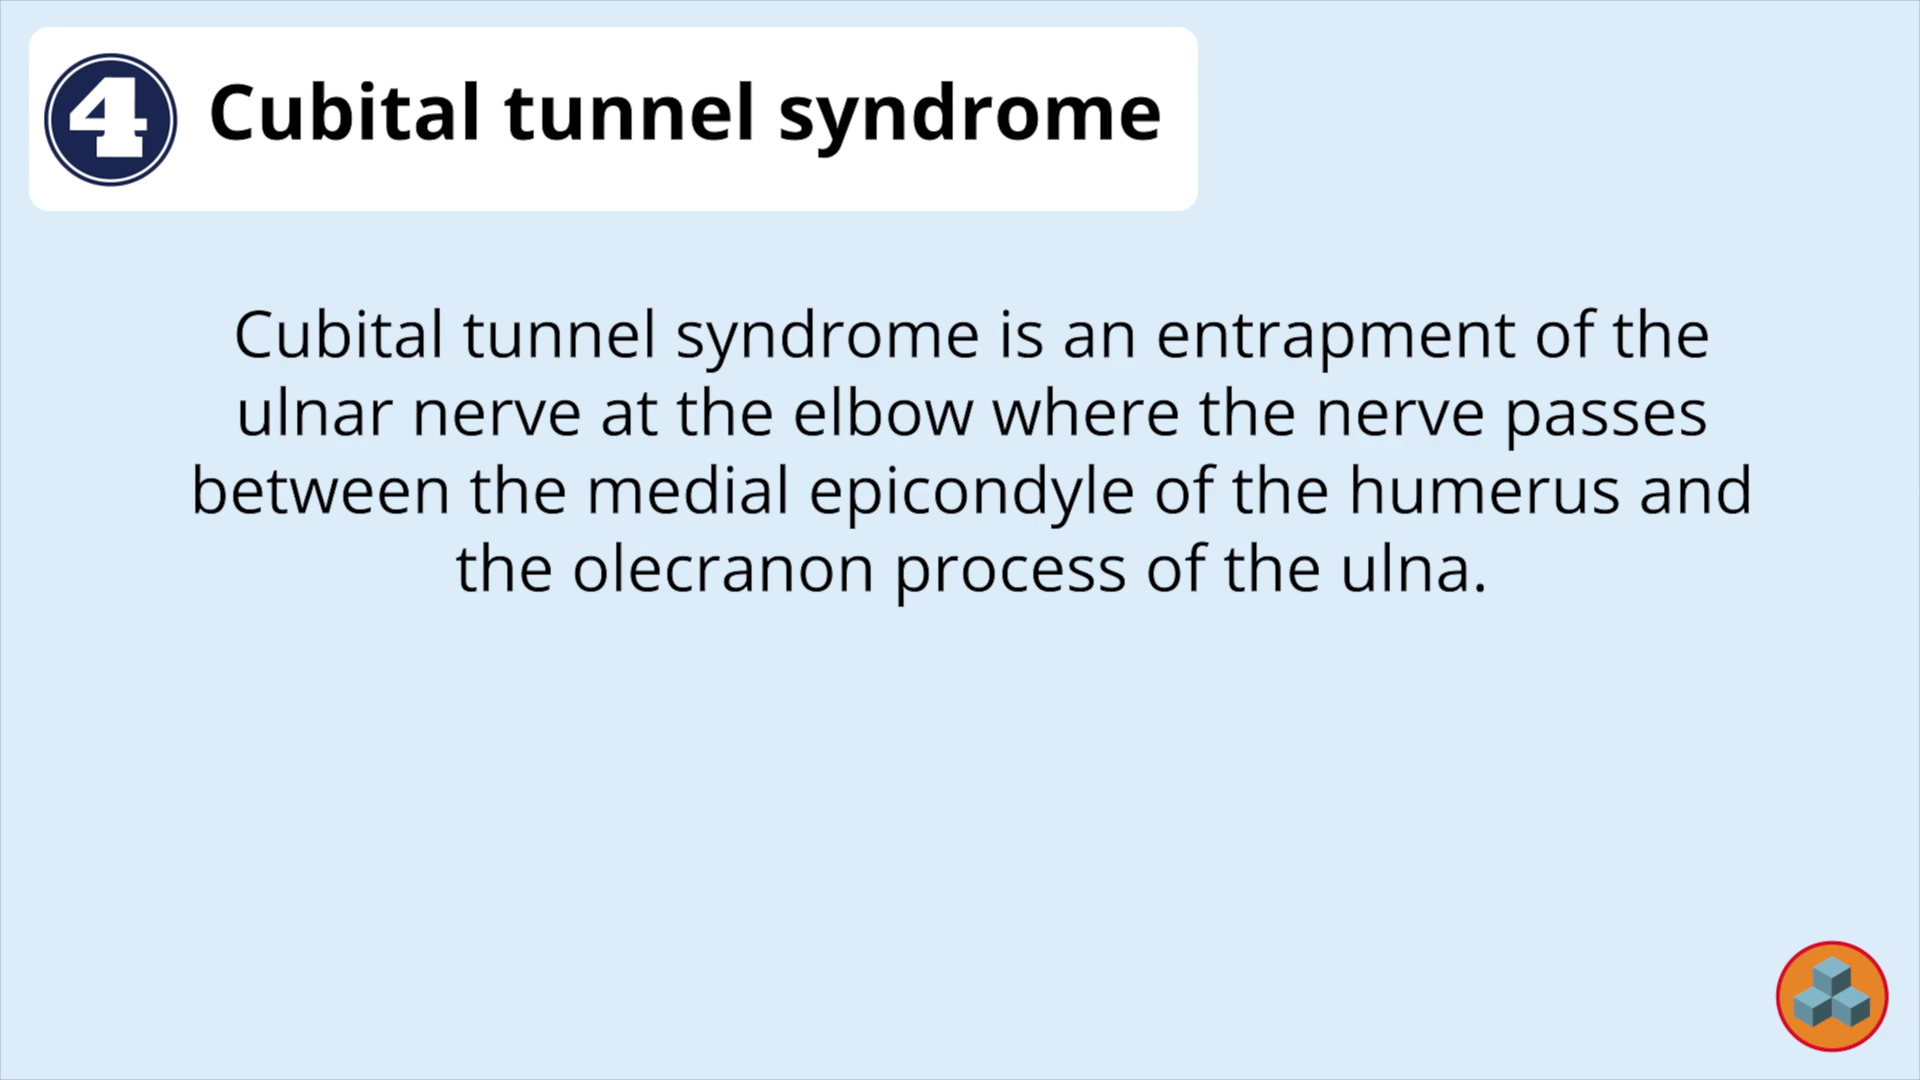 4 Cubital tunnel syndrome
Cubital tunnel syndrome is an entrapment of the
ulnar nerve at the elbow where the nerve passes
between the medial epicondyle of the humerus and
the olecranon process of the ulna.